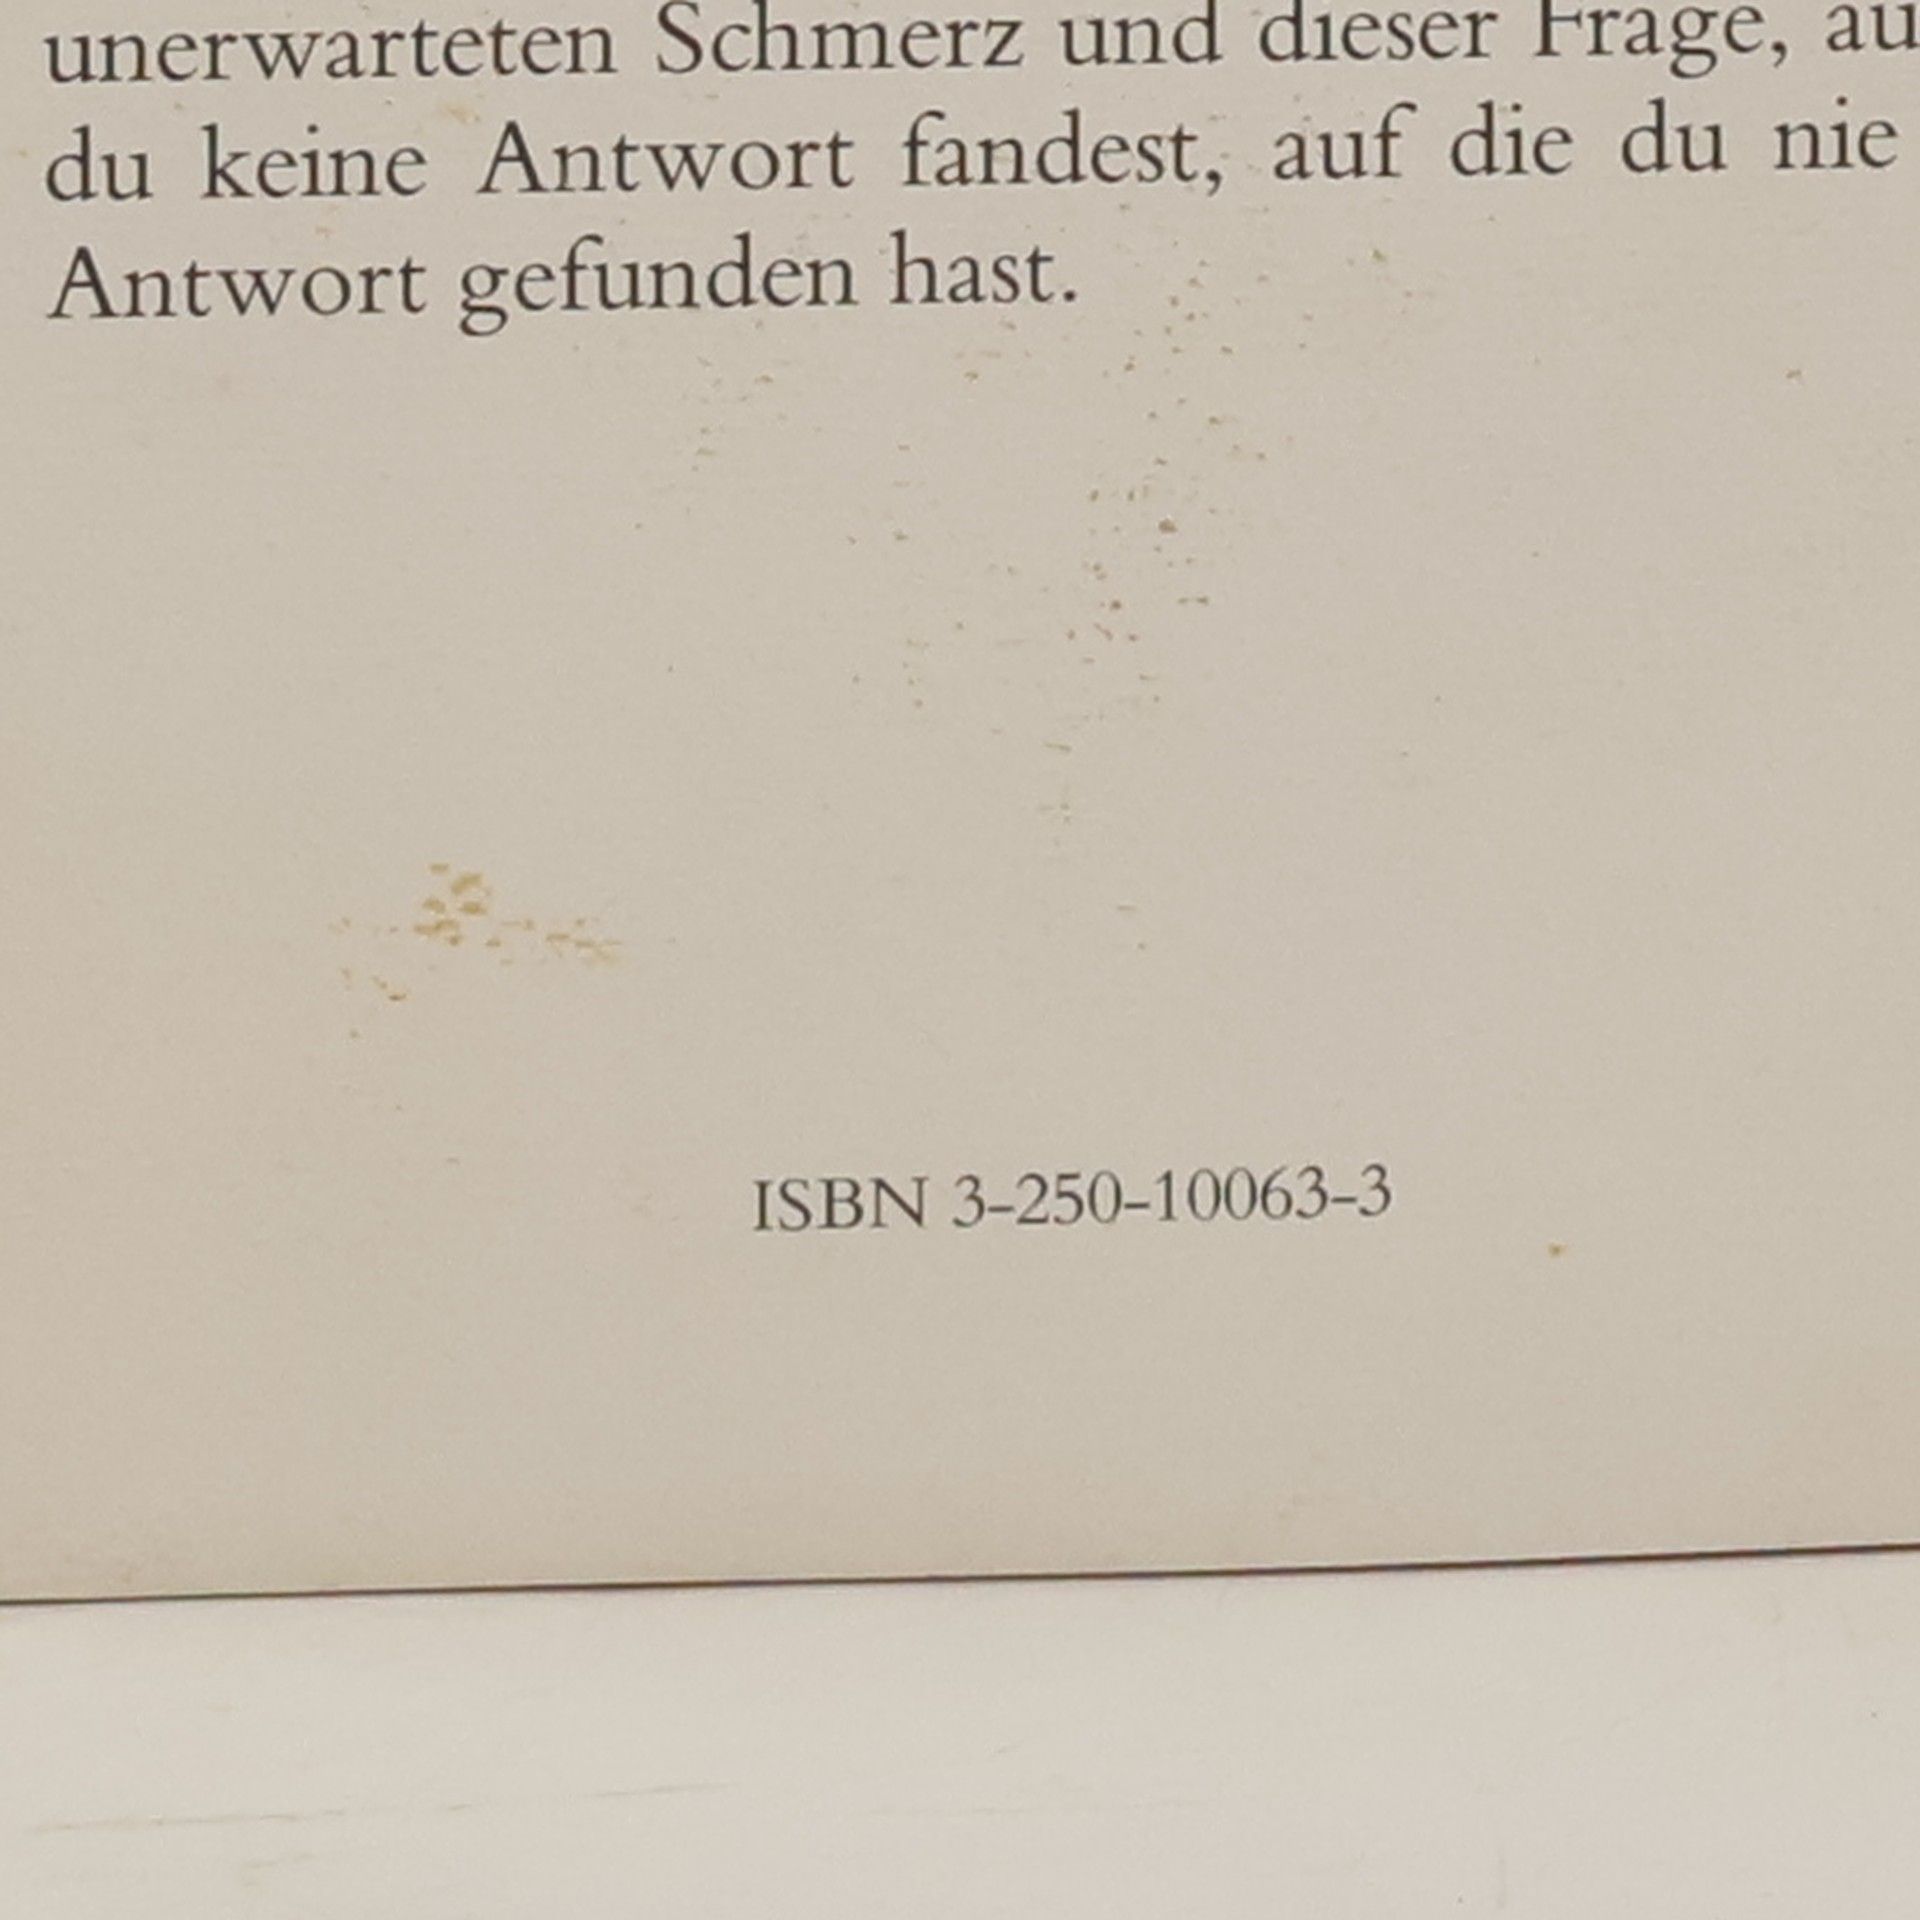 unerwarteten Schmerz und dieser Frage, au
du keine Antwort fandest, auf die du nie
Antwort gefunden hast.
ISBN 3-250-10063-3